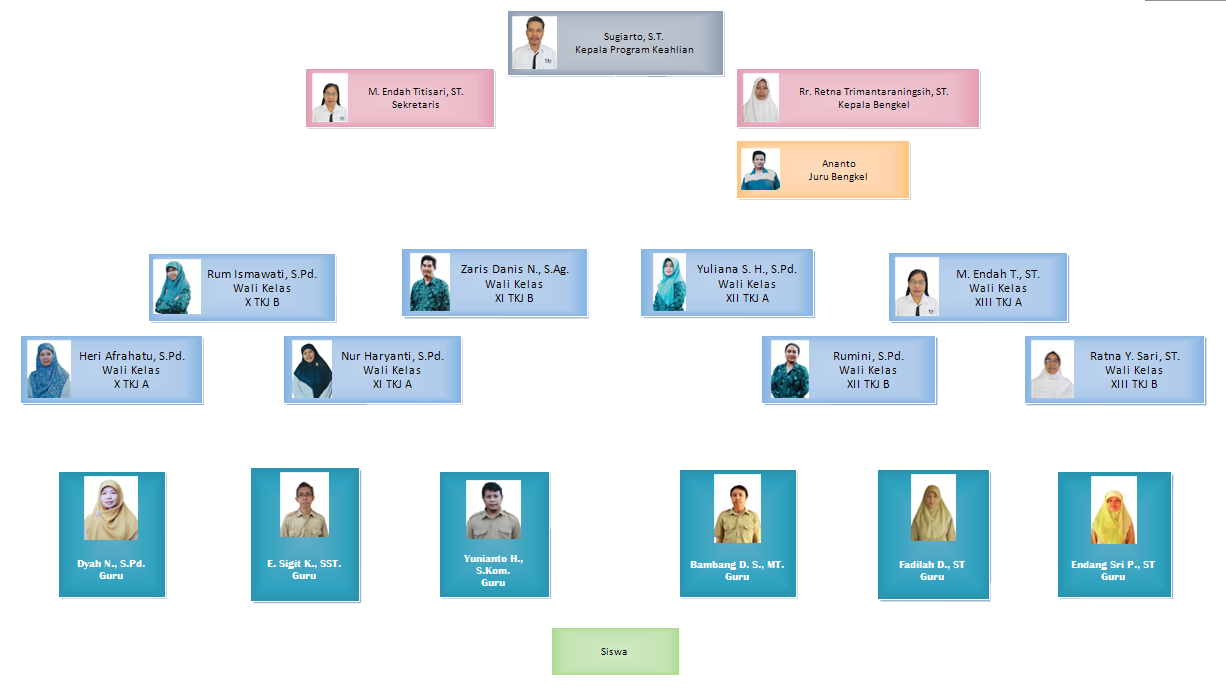 Sugiarto, S.T.
Kepala Program Keahlian
M. Endah Titisari, ST.
Sekretaris
Rr. Retna Trimantaraningsih, ST.
Kepala Bengkel
Ananto
Juru Bengkel
Rum Ismawati, S.Pd.
Wali Kelas
X TKJ B
Zaris Danis N., S.Ag.
Wali Kelas
XI TKJ B
Yuliana S. H., S.Pd.
Wali Kelas
XII TKJ A
M. Endah T., ST.
Wali Kelas
XIII TKJ A
Heri Afrahatu, S.Pd.
Wali Kelas
X TKJ A
Nur Haryanti, S.Pd.
Wali Kelas
XI TKJ A
Rumini, S.Pd.
Wali Kelas
XII TKJ B
Ratna Y. Sari, ST.
Wali Kelas
XIII TKJ B
Dyah N., S.Pd.
Guru
E. Sigit K., SST.
Guru
Yunianto H.,
S.Kom.
Guru
Bambang D. S., MT.
Guru
Fadilah D., ST
Guru
Endang Sri P., ST
Guru
Siswa